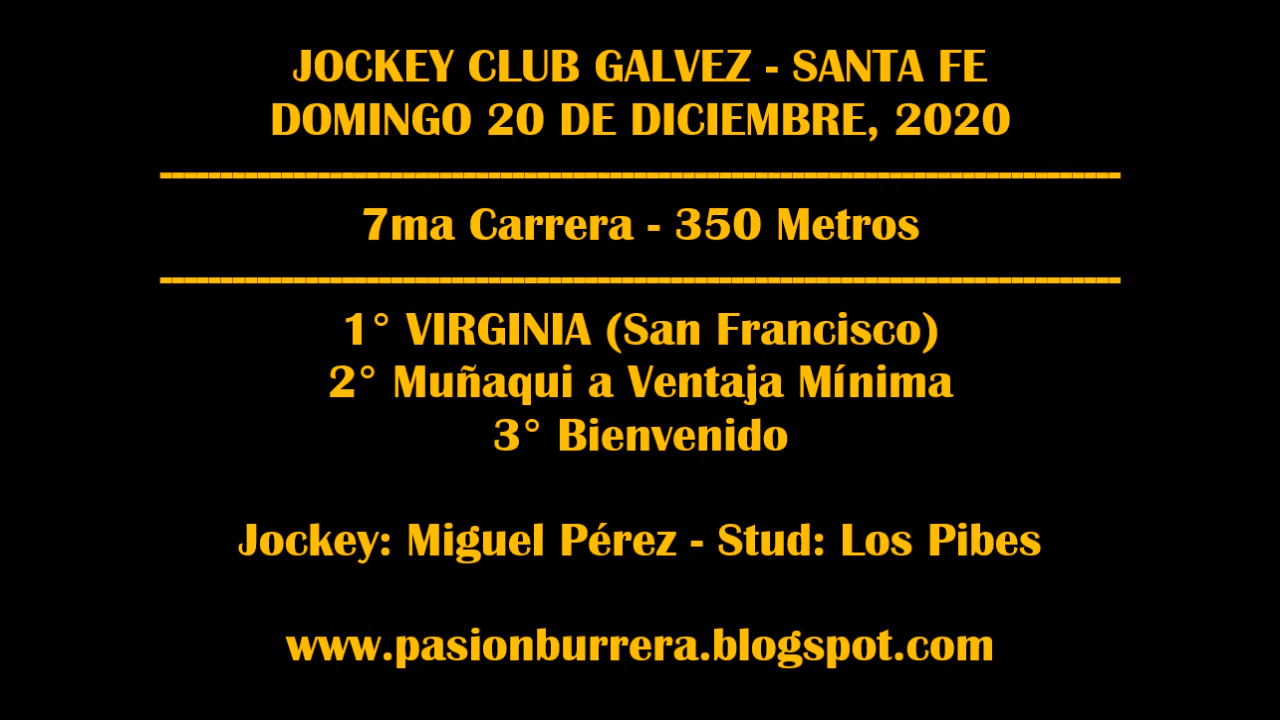 JOCKEY CLUB GALVEZ - SANTA FE
DOMINGO 20 DE DICIEMBRE, 2020
--------------------------------------------------------------------------------
7ma Carrera - 350 Metros
--------------------------------------------------------------------------------
1° VIRGINIA (San Francisco)
2° Muñaqui a Ventaja Mínima
3° Bienvenido
Jockey: Miguel Pérez - Stud: Los Pibes
www.pasionburrera.blogspot.com